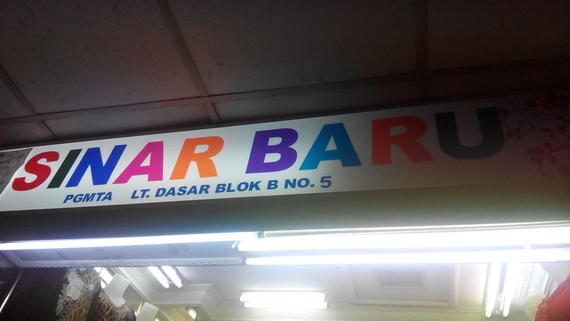 SINAR BARU
PGMTA LT. DASAR BLOK B NO. 5